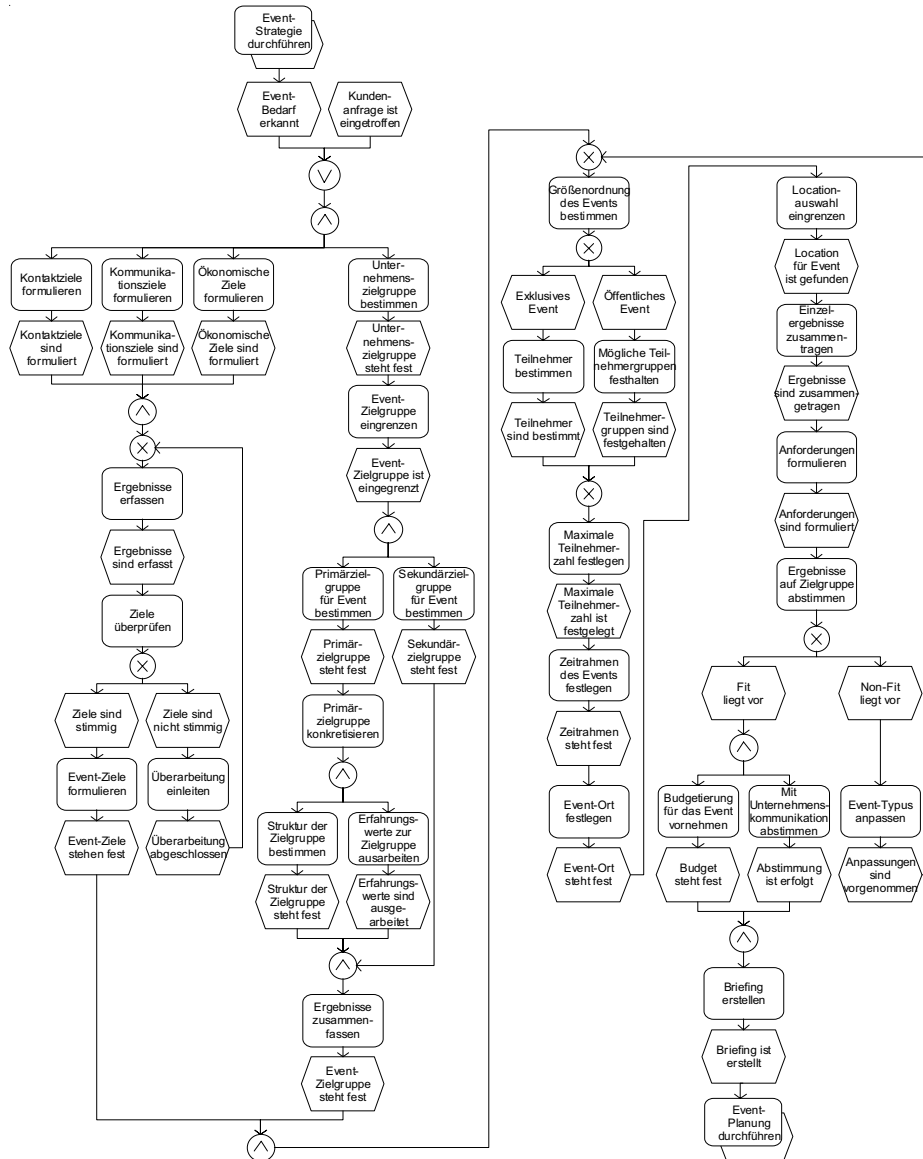 Event-
Strategie
durchführen
Event-
Bedarf
erkannt
Kunden-
anfrage ist
eingetroffen
Kontaktziele
formulieren
Kommunika-
tionsziele
formulieren
Ökonomische
Ziele
formulieren
Unter-
nehmens-
zielgruppe
bestimmen
Kontaktziele
sind
formuliert
Kommunika-
tionsziele sind
formuliert
Ökonomische
Ziele sind
formuliert
Unter-
nehmens-
zielgruppe
steht fest
Event-
Zielgruppe
eingrenzen
Event-
Zielgruppe ist
eingegrenzt
Ergebnisse
erfassen
Ergebnisse
sind erfasst
Ziele
überprüfen
Ziele sind
stimmig
Ziele sind
nicht stimmig
Event-Ziele
formulieren
Überarbeitung
einleiten
Event-Ziele
stehen fest
Überarbeitung
abgeschlossen
Primärziel-
gruppe
für Event
bestimmen
Sekundärziel-
gruppe
für Event
bestimmen
Primär-
zielgruppe
steht fest
Sekundär-
zielgruppe
steht fest
Primär-
zielgruppe
konkretisieren
Struktur der
Zielgruppe
bestimmen
Erfahrungs-
werte zur
Zielgruppe
ausarbeiten
Struktur der
Zielgruppe
steht fest
Erfahrungs-
werte sind
ausge-
arbeitet
Ergebnisse
zusammen-
fassen
Event-
Zielgruppe
steht fest
Größenordnung
des Events
bestimmen
Exklusives
Event
Öffentliches
Event
Teilnehmer
bestimmen
Mögliche Teil-
nehmergruppen
festhalten
Teilnehmer
sind bestimmt
Teilnehmer-
gruppen sind
festgehalten
Maximale
Teilnehmer-
zahl festlegen
Maximale
Teilnehmer-
zahl ist
festgelegt
Zeitrahmen
des Events
festlegen
Zeitrahmen
steht fest
Event-Ort
festlegen
Event-Ort
steht fest
Location-
auswahl
eingrenzen
Location
für Event
ist gefunden
Einzel-
ergebnisse
zusammen-
tragen
Ergebnisse
sind zusammen-
getragen
Anforderungen
formulieren
Anforderungen
sind formuliert
Ergebnisse
auf Zielgruppe
abstimmen
Fit
liegt vor
Non-Fit
liegt vor
Budgetierung
für das Event
vornehmen
Mit
Unternehmens-
kommunikation
abstimmen
Event-Typus
anpassen
Budget
steht fest
Abstimmung
ist erfolgt
Anpassungen
sind
vorgenommen
Briefing
erstellen
Briefing ist
erstellt
Event-
Planung
durchführen